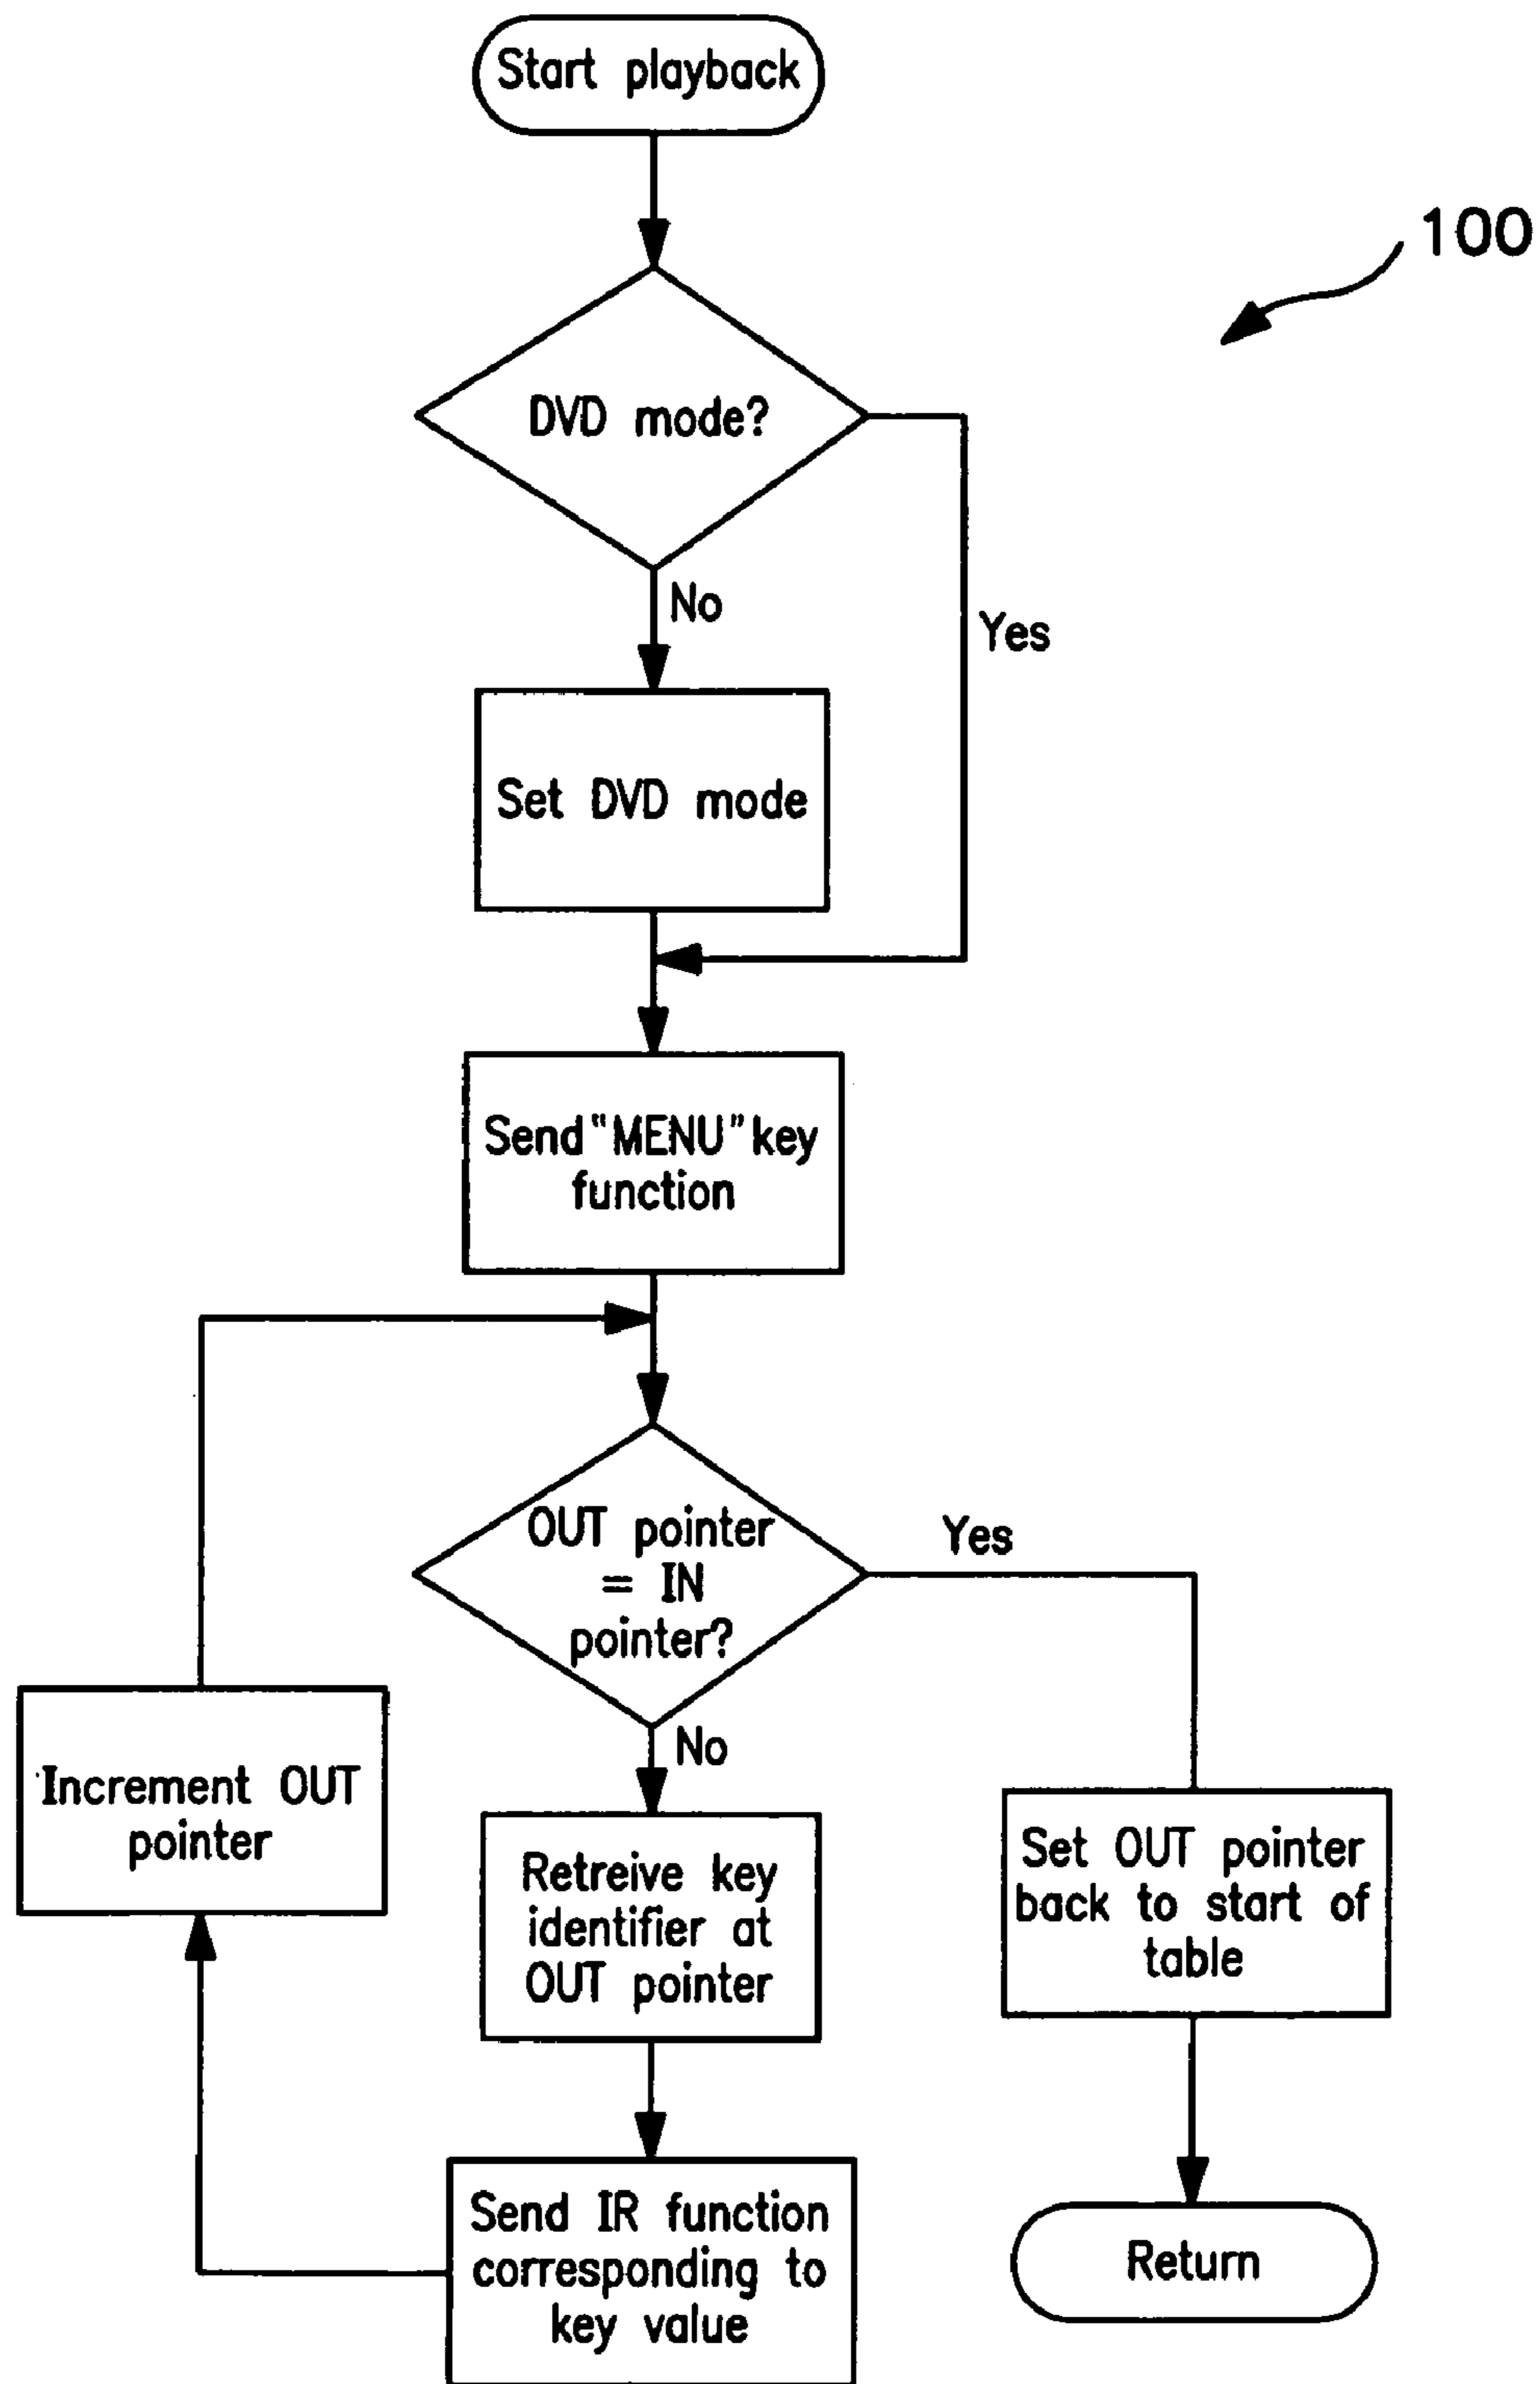 Start playback
100
DVD mode?
No
Yes
Set DVD mode
Send "MENU" key
function
OUT pointer
= IN
pointer?
Yes
No
Increment OUT
pointer
Retreive key
identifier at
OUT pointer
Set OUT pointer
back to start of
table
Send IR function
corresponding to
key value
Return